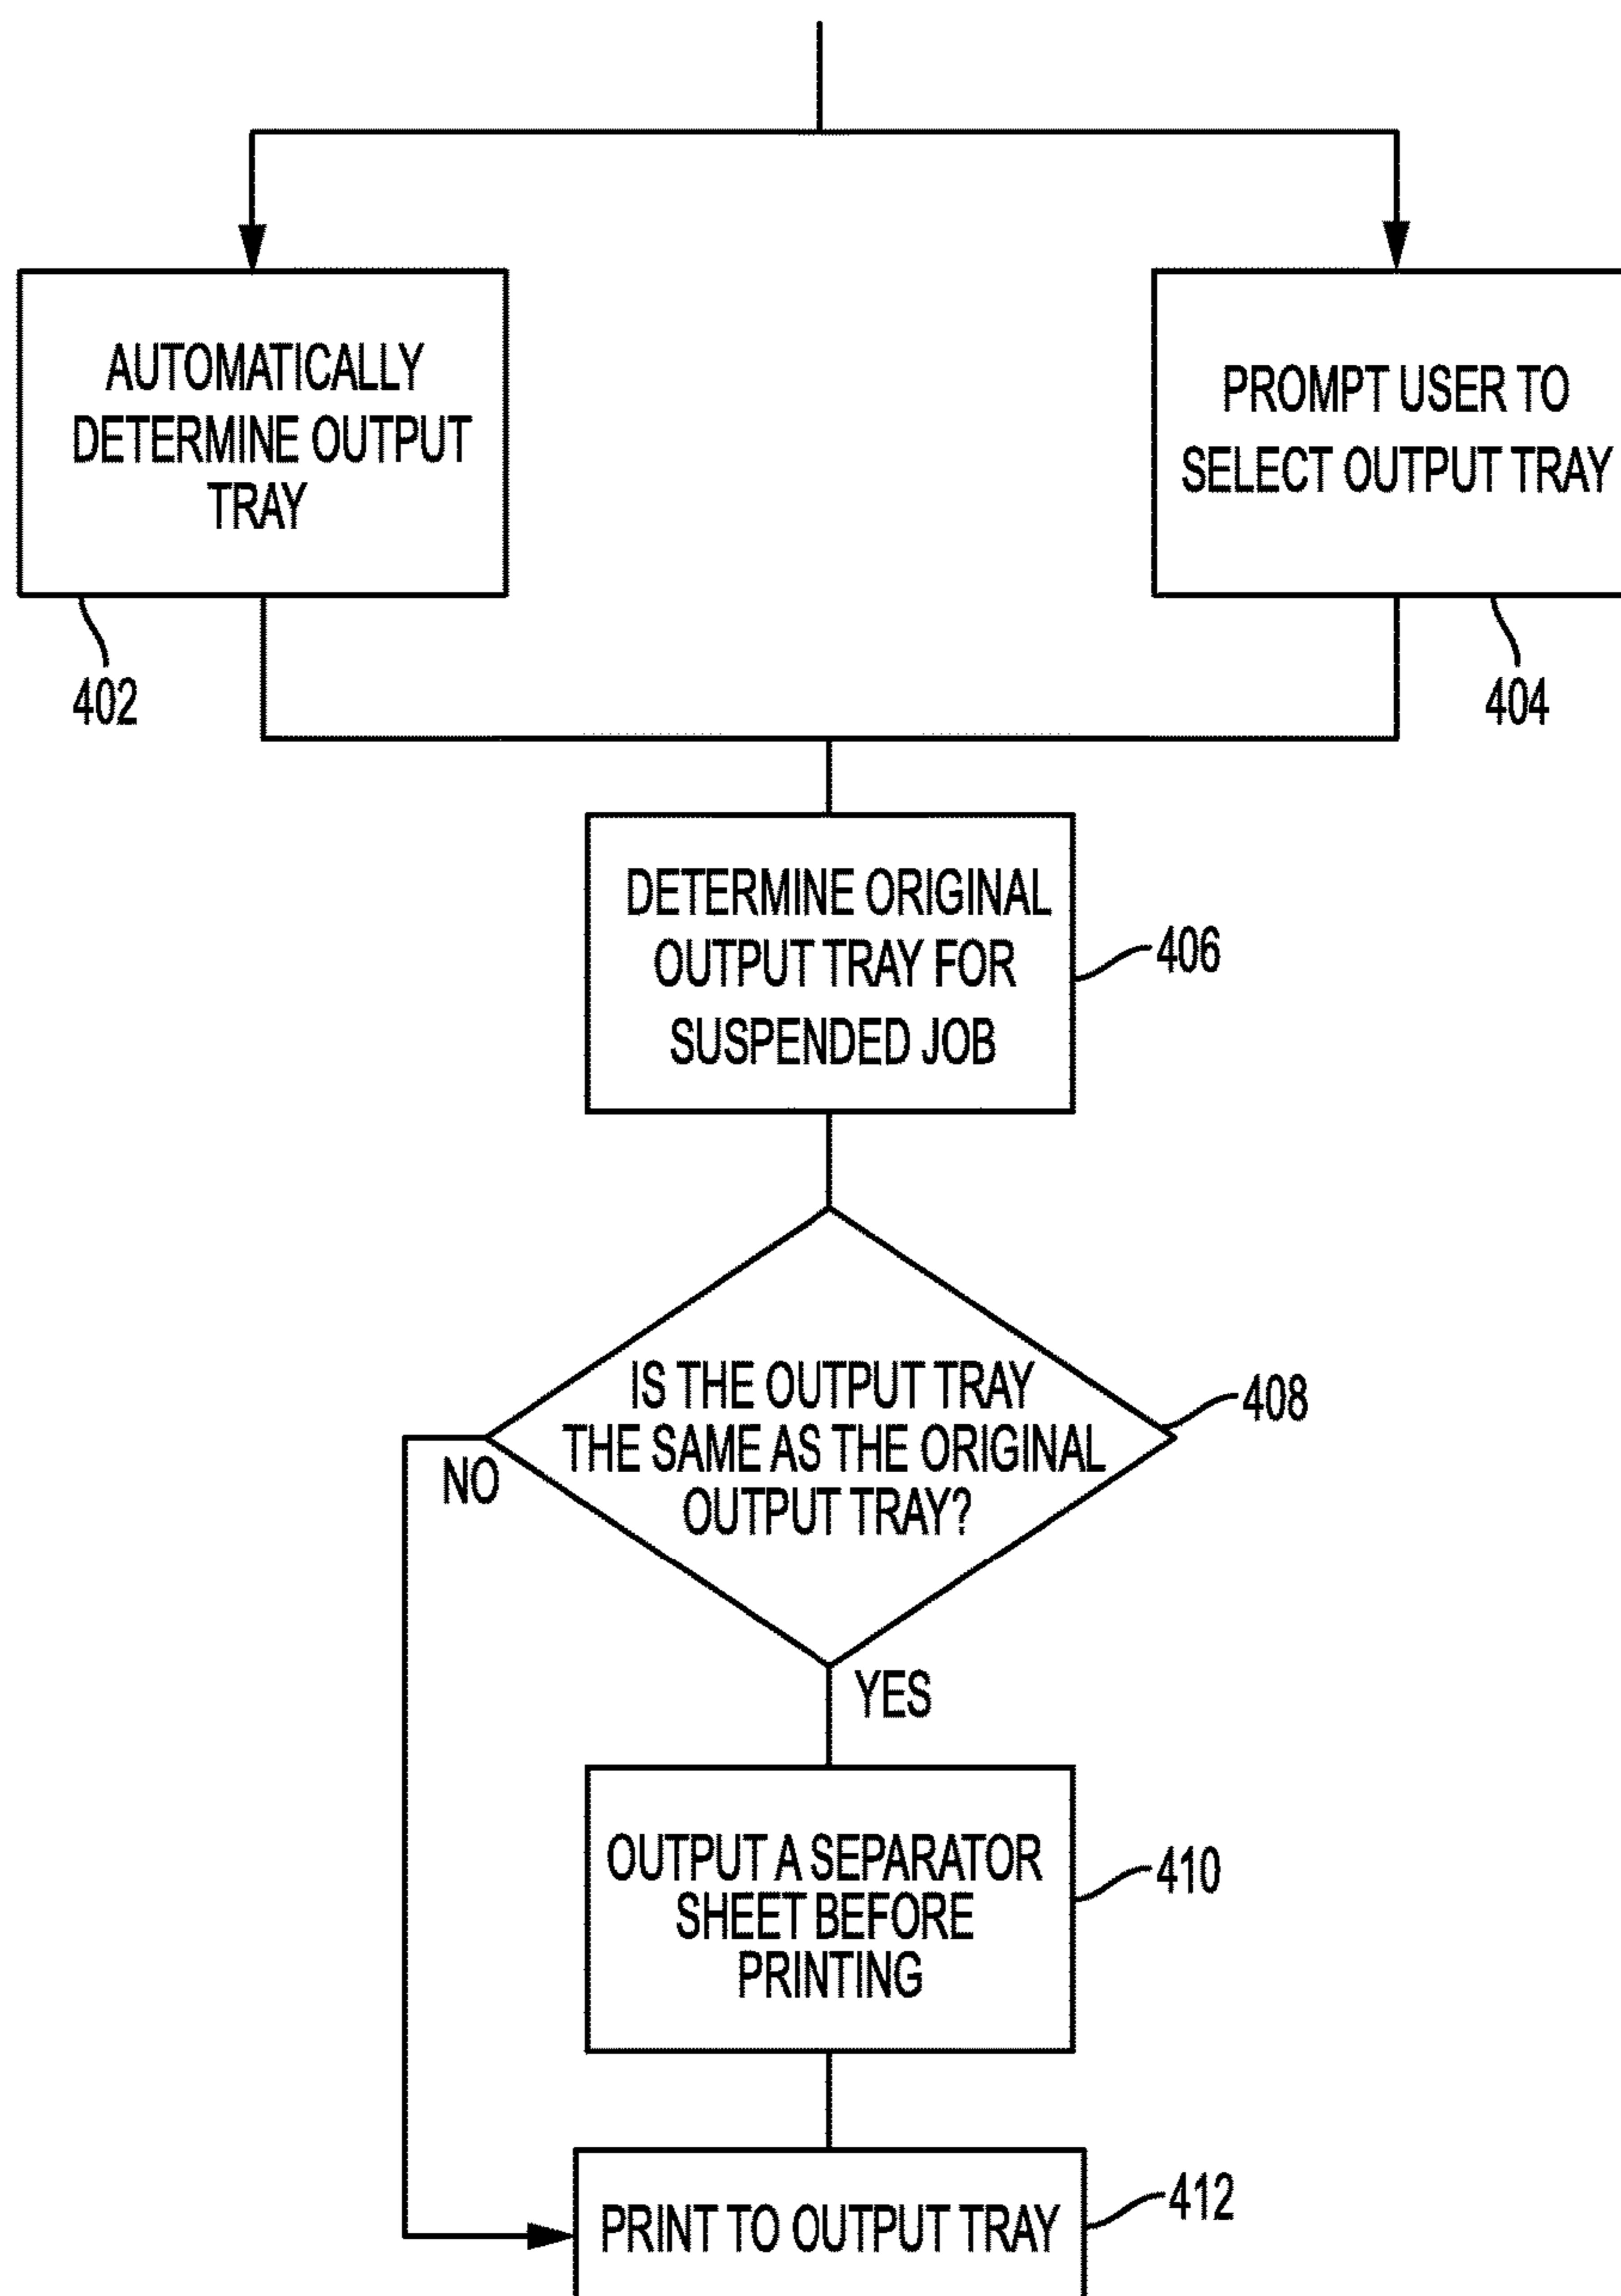 AUTOMATICALLY
DETERMINE OUTPUT
TRAY
402
PROMPT USER TO
SELECT OUTPUT TRAY
404
DETERMINE ORIGINAL
OUTPUT TRAY FOR
SUSPENDED JOB
406
IS THE OUTPUT TRAY
THE SAME AS THE ORIGINAL
OUTPUT TRAY?
408
NO
YES
OUTPUT A SEPARATOR
SHEET BEFORE
PRINTING
410
PRINT TO OUTPUT TRAY
412